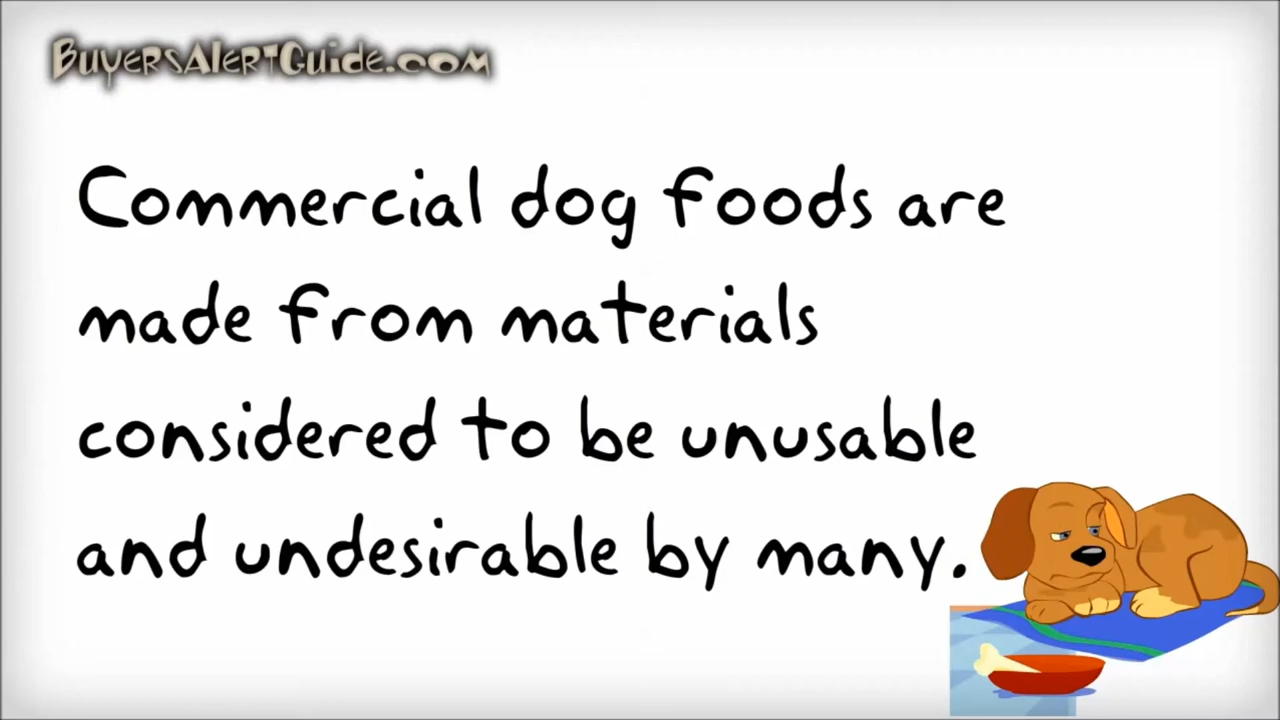 BuyersAlertGuide.com
Commercial dog foods are
made from materials
considered to be unusable
and undesirable by many.